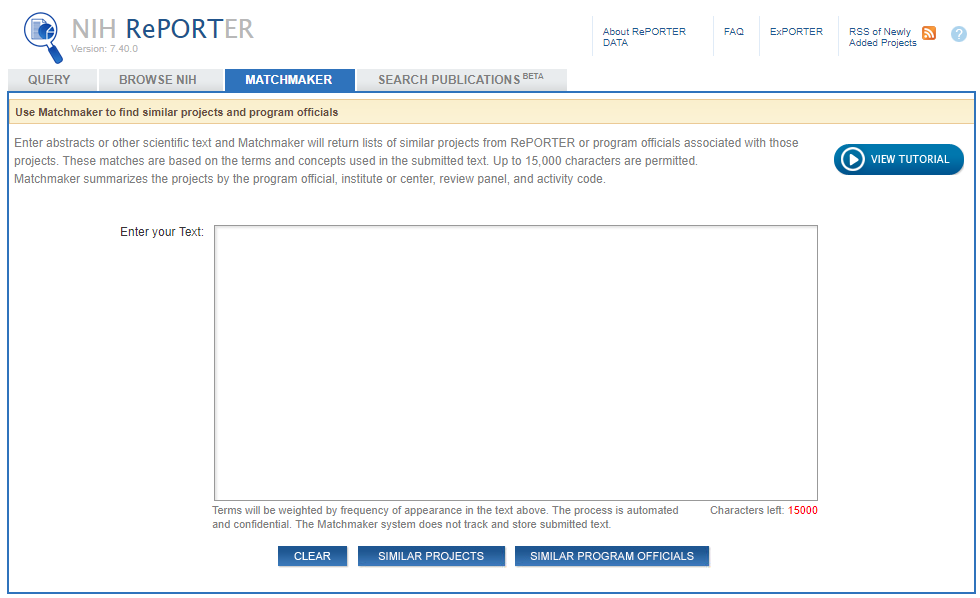 NIH RePORTER
Version: 7.40.0
About RePORTER
DATA
FAQ
ExPORTER
RSS of Newly
Added Projects
?
QUERY
BROWSE NIH
MATCHMAKER
SEARCH PUBLICATIONS BETA
Use Matchmaker to find similar projects and program officials
Enter abstracts or other scientific text and Matchmaker will return lists of similar projects from RePORTER or program officials associated with those
projects. These matches are based on the terms and concepts used in the submitted text. Up to 15,000 characters are permitted.
Matchmaker summarizes the projects by the program official, institute or center, review panel, and activity code.
VIEW TUTORIAL
Enter your Text:
Terms will be weighted by frequency of appearance in the text above. The process is automated
and confidential. The Matchmaker system does not track and store submitted text.
Characters left: 15000
CLEAR
SIMILAR PROJECTS
SIMILAR PROGRAM OFFICIALS